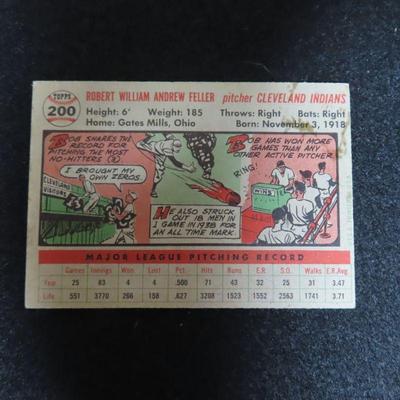 TOPPS
200
ROBERT WILLIAM ANDREW FELLER pitcher CLEVELAND INDIANS
Height: 6' Weight: 185 Throws: Right Bats: Right
Home: Gates Mills, Ohio Born: November 3, 1918
BOB SHARES THE
RECORD FOR
PITCHING THE MOST
NO-HITTERS (3)
I BROUGHT MY
OWN ZEROS.
CLEVELAND
VISITORS
HE ALSO STRUCK
OUT 18 MEN IN
1 GAME IN 1938 FOR
AN ALL TIME MARK.
BOB HAS WON MORE
GAMES THAN ANY
OTHER ACTIVE PITCHER.
RING!
WINS
MAJOR LEAGUE PITCHING RECORD
Games Innings Won Lost Pct. Hits Runs E.R. S.O. Walks E.R.Avg.
Year 25 83 4 4 .500 71 43 32 25 31 3.47
Life 551 3770 266 158 .627 3208 1525 1552 2563 1741 3.71